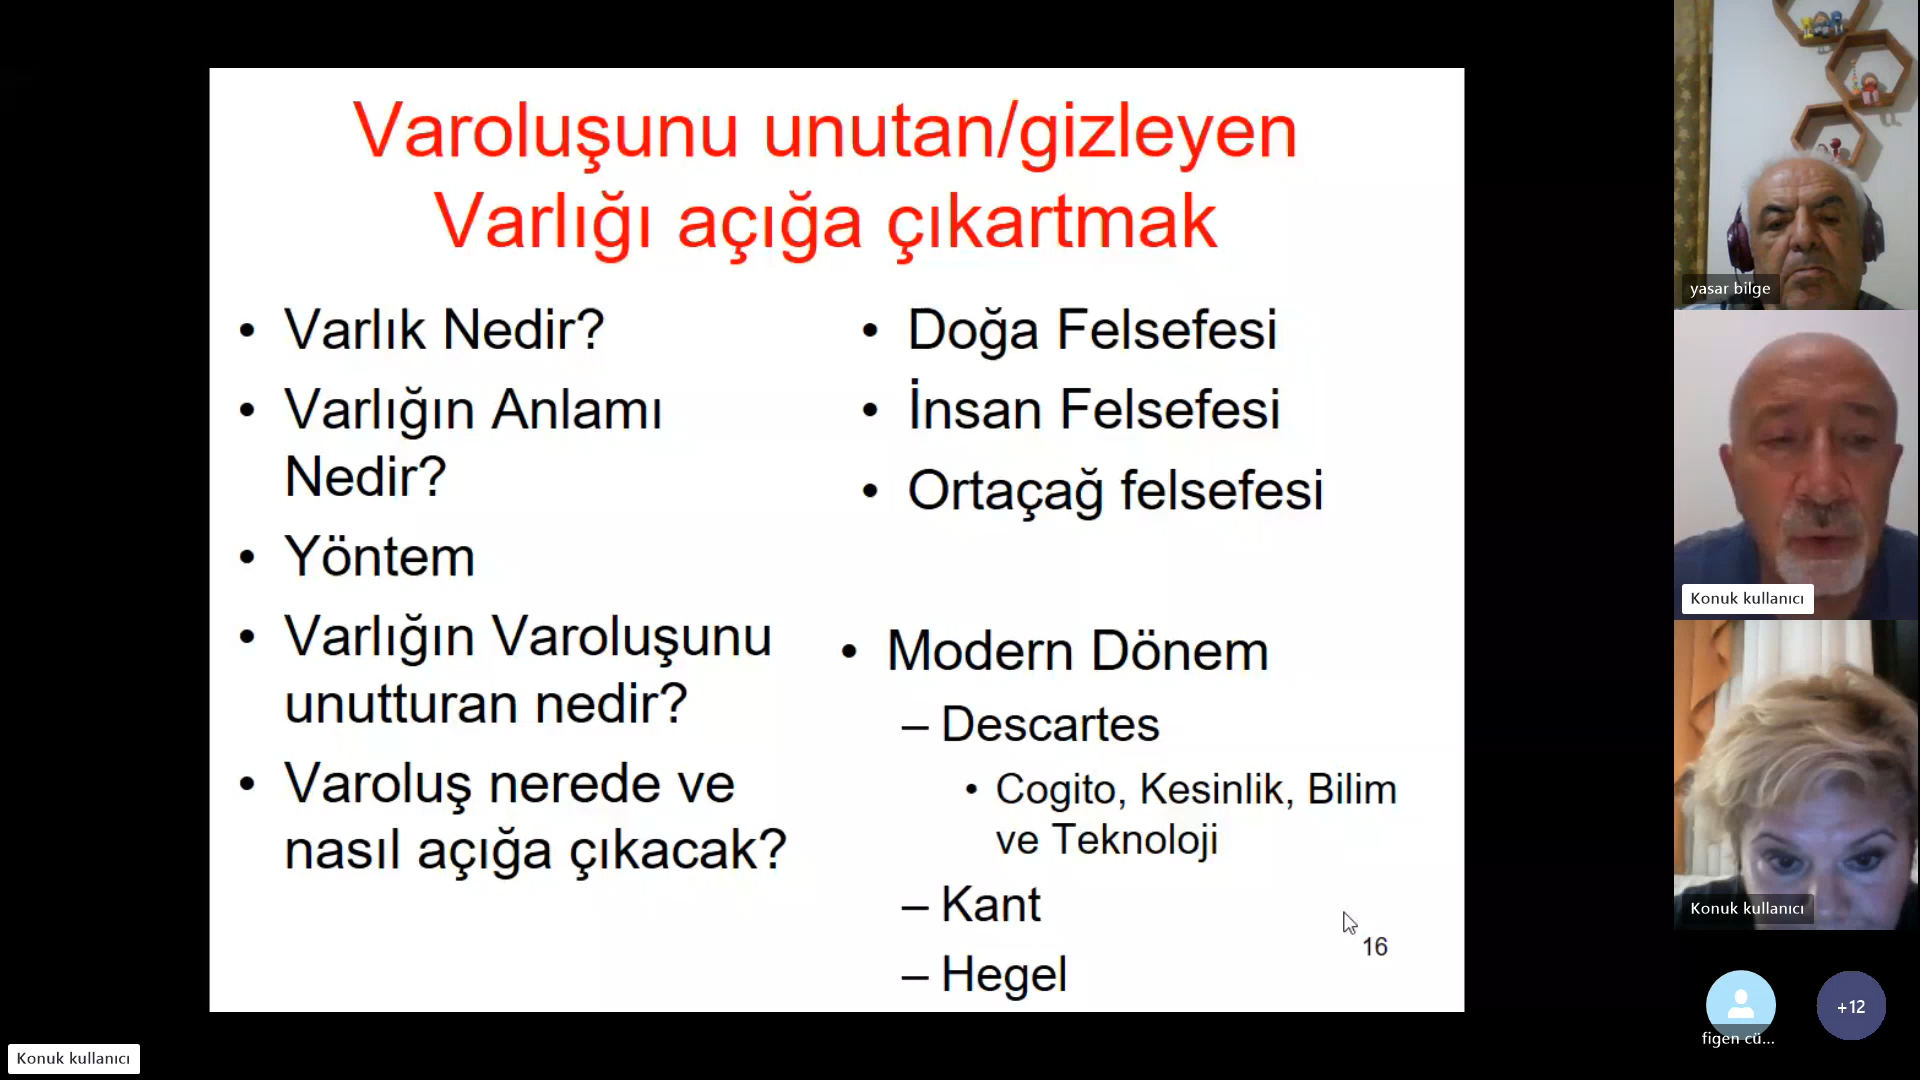 Varoluşunu unutan/gizleyen
Varlığı açığa çıkartmak
• Varlık Nedir?
• Varlığın Anlamı
Nedir?
• Yöntem
• Varlığın Varoluşunu
unutturan nedir?
• Varoluş nerede ve
nasıl açığa çıkacak?
• Doğa Felsefesi
• İnsan Felsefesi
• Ortaçağ felsefesi
• Modern Dönem
– Descartes
• Cogito, Kesinlik, Bilim
ve Teknoloji
– Kant
– Hegel
16
yasar bilge
Konuk kullanıcı
Konuk kullanıcı
figen cü...
+12
Konuk kullanıcı